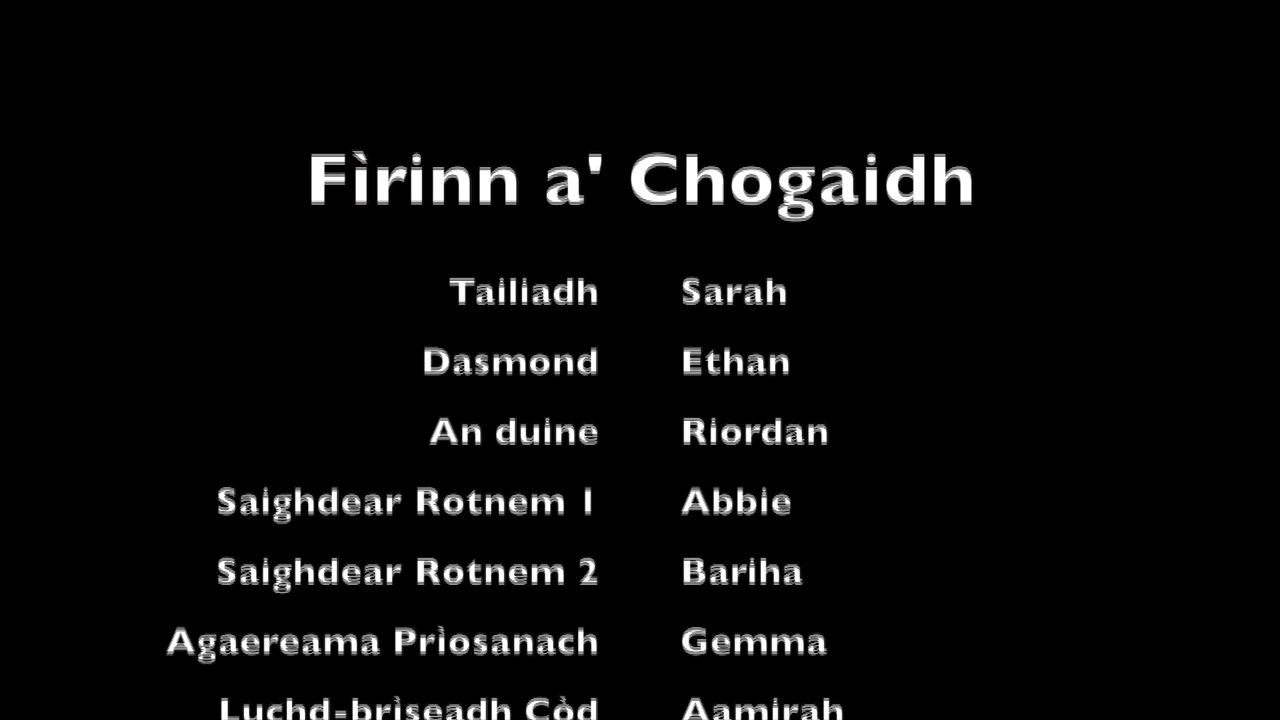 Fìrinn a' Chogaidh
Tailiadh Sarah
Dasmond Ethan
An duine Riordan
Saighdear Rotnem 1 Abbie
Saighdear Rotnem 2 Bariha
Agaereama Prìosanach Gemma
Luchd-brìseadh Còd Aamirah